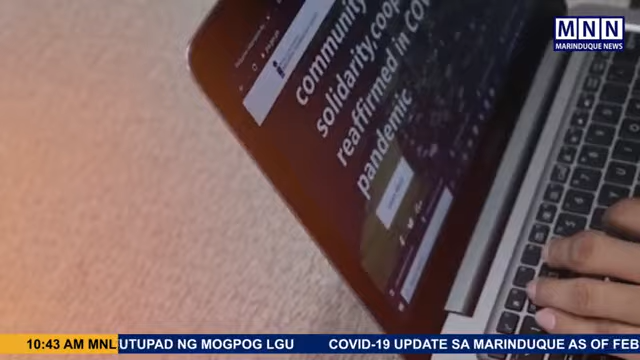 MNN
MARINDUQUE NEWS
community
solidarity, coop
reaffirmed in CO
pandemic
10:43 AM MNL
UTUPAD NG MOGPOG LGU
COVID-19 UPDATE SA MARINDUQUE AS OF FEB